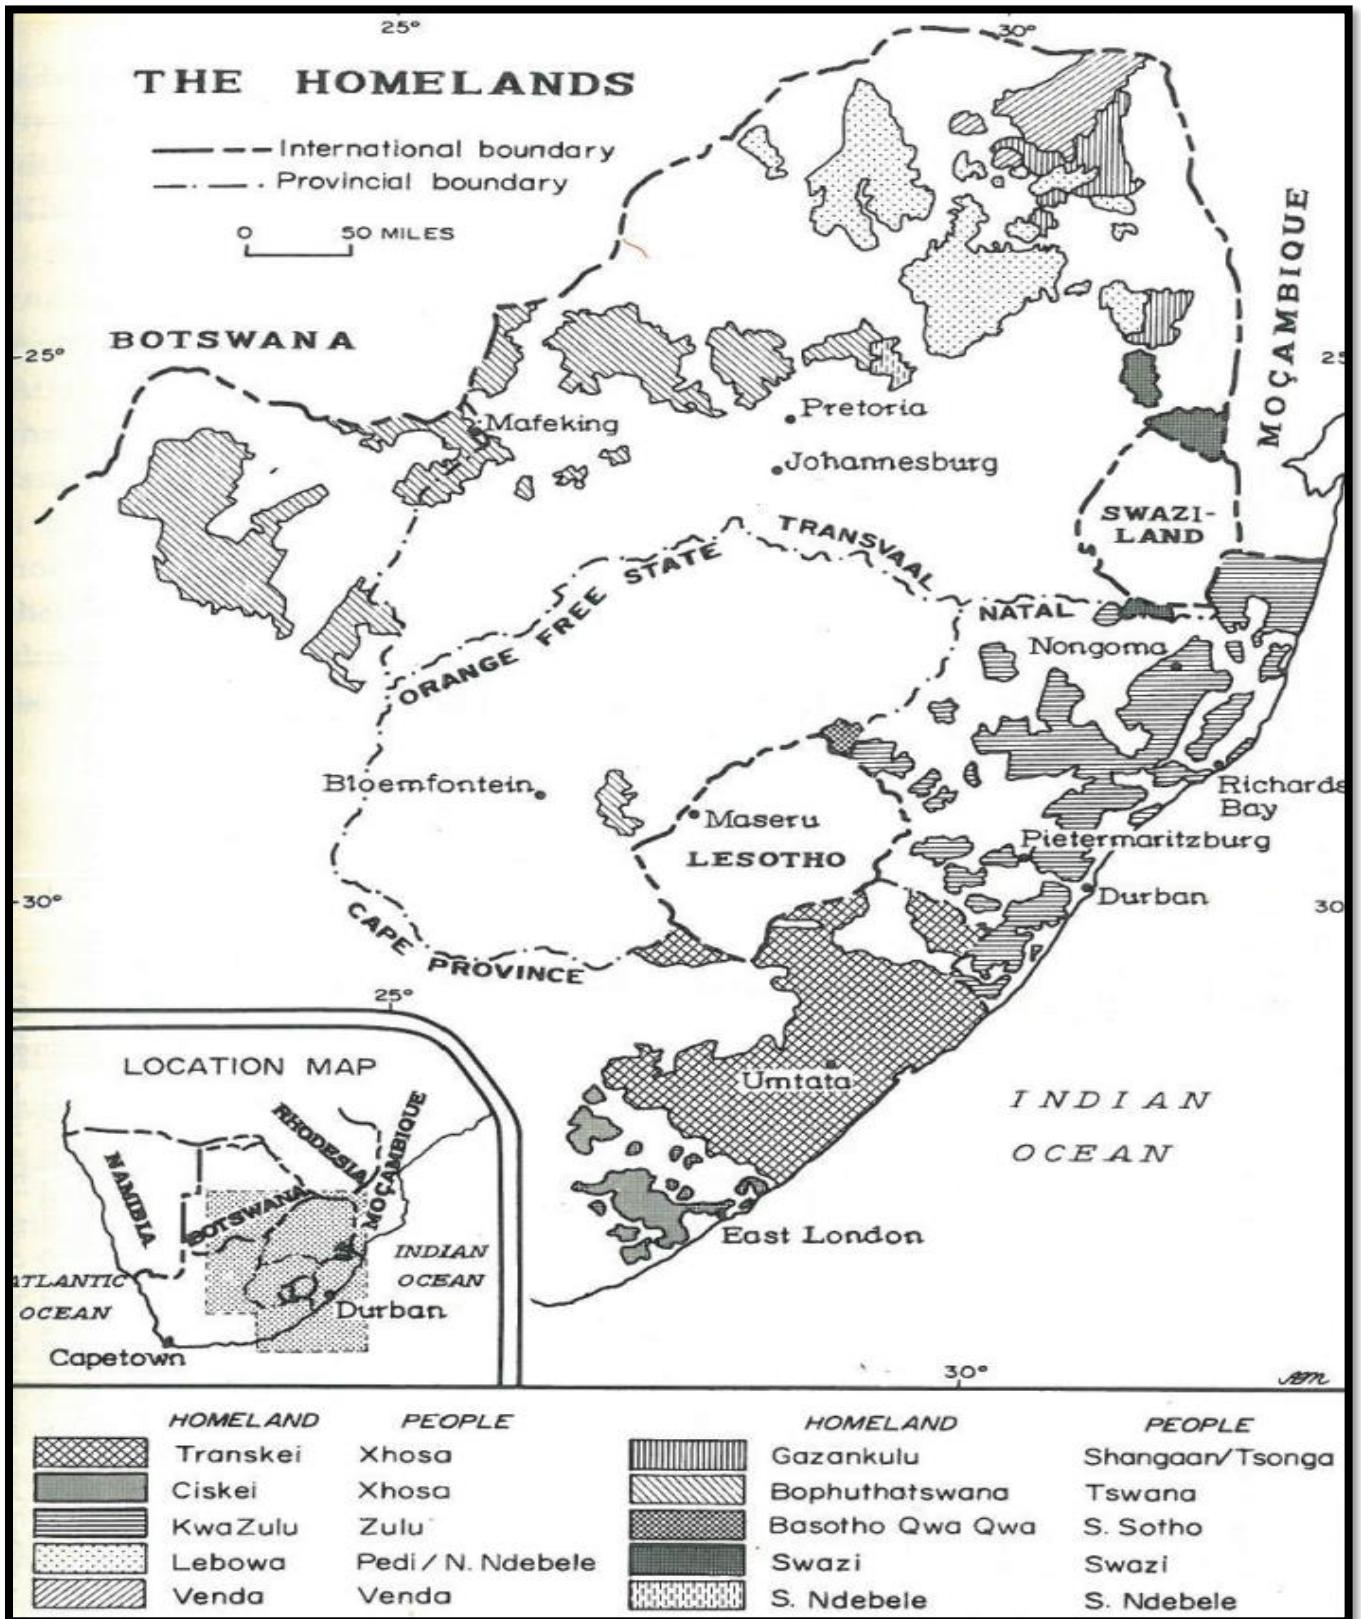 25° 30°
THE HOMELANDS
International boundary
Provincial boundary
0 50 MILES
MOÇAMBIQUE
BOTSWANA
25° 25
Mafeking
Pretoria
Johannesburg
SWAZI-
LAND
TRANSVAAL
ORANGE FREE STATE
NATAL
Nongoma
Bloemfontein
Maseru
LESOTHO
Richards
Bay
Pietermaritzburg
Durban
30° 30
CAPE PROVINCE
25°
Umtata
INDIAN
OCEAN
East London
LOCATION MAP
RHODESIA
MOÇAMBIQUE
NAMIBIA
BOTSWANA
INDIAN
OCEAN
ATLANTIC
OCEAN
Durban
Capetown
30°
HOMELAND PEOPLE
Transkei Xhosa
Ciskei Xhosa
KwaZulu Zulu
Lebowa Pedi / N. Ndebele
Venda Venda
HOMELAND PEOPLE
Gazankulu Shangaan/Tsonga
Bophuthatswana Tswana
Basotho Qwa Qwa S. Sotho
Swazi Swazi
S. Ndebele S. Ndebele